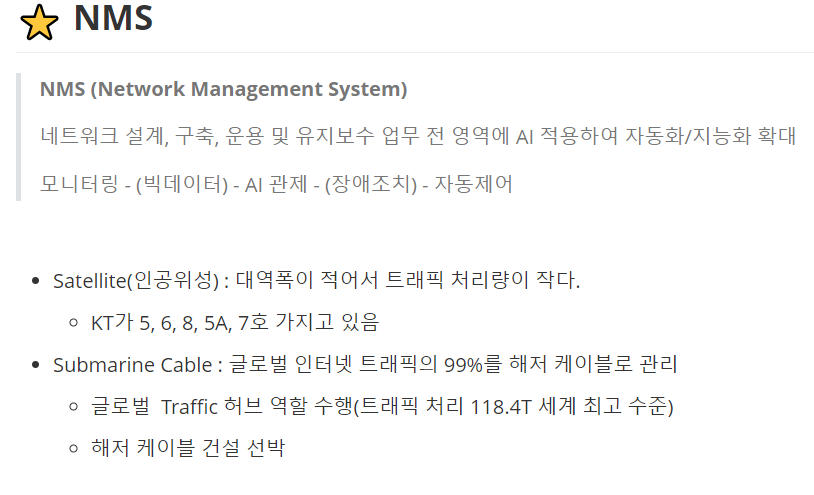 NMS
NMS (Network Management System)
네트워크 설계, 구축, 운용 및 유지보수 업무 전 영역에 AI 적용하여 자동화/지능화 확대
모니터링 - (빅데이터) - AI 관제 - (장애조치) - 자동제어
Satellite(인공위성) : 대역폭이 적어서 트래픽 처리량이 작다.
KT가 5, 6, 8, 5A, 7호 가지고 있음
Submarine Cable : 글로벌 인터넷 트래픽의 99%를 해저 케이블로 관리
글로벌 Traffic 허브 역할 수행(트래픽 처리 118.4T 세계 최고 수준)
해저 케이블 건설 선박